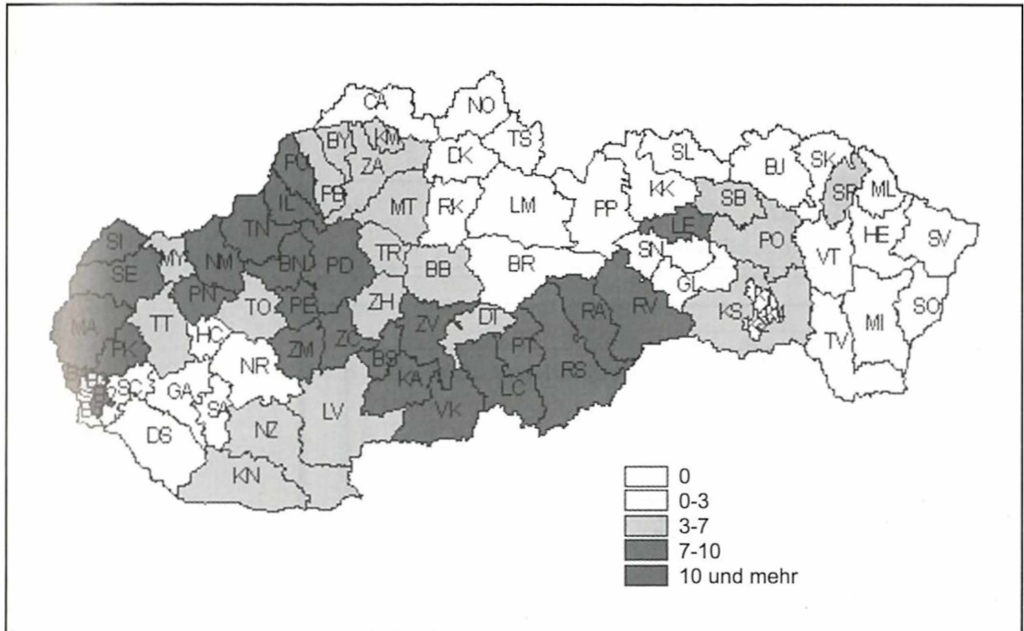 CA
NO
TS
BY
KM
ZA
DK
SL
BJ
SK
SP
ML
PB
MT
RK
LM
PP
KK
SB
IL
TN
LE
PO
HE
SV
SI
MY
NM
BN
PD
TR
BB
BR
SN
VT
SE
GL
PN
TO
PE
ZH
RA
RV
KS
SO
MA
TT
HC
ZV
DT
PT
TV
MI
PK
ZM
ZC
BS
NR
KA
RS
SC
GA
SA
LV
VK
LC
DS
NZ
KN
0
0-3
3-7
7-10
10 und mehr